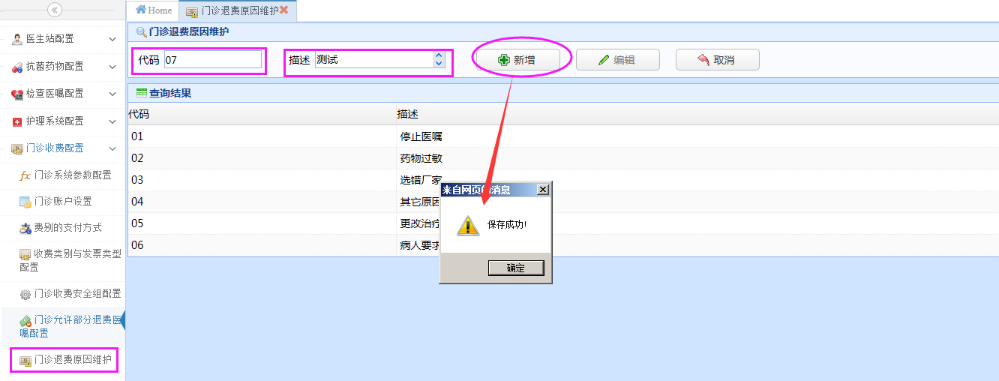 医生站配置
抗菌药物配置
检查医嘱配置
护理系统配置
门诊收费配置
门诊系统参数配置
门诊账户设置
费别的支付方式
收费类别与发票类型
配置
门诊收费安全组配置
门诊允许部分退费医
嘱配置
门诊退费原因维护
Home 门诊退费原因维护
门诊退费原因维护
代码 07 描述 测试 新增 编辑 取消
查询结果
代码 描述
01 停止医嘱
02 药物过敏
03 选错厂家
04 其它原因
05 更改治疗
06 病人要求
来自网页的消息
保存成功!
确定